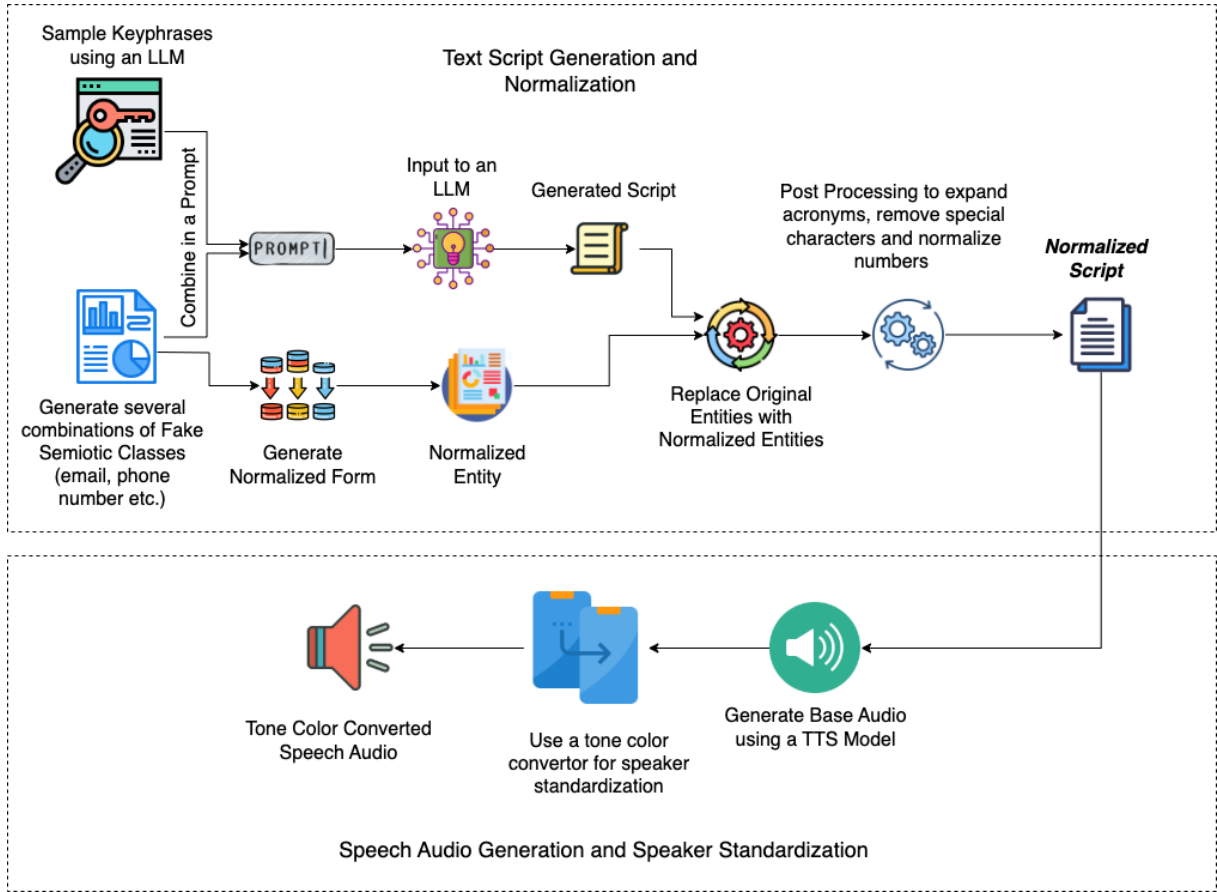 Sample Keyphrases
using an LLM
Text Script Generation and
Normalization
Combine in a Prompt
Input to an
LLM
Generated Script
Post Processing to expand
acronyms, remove special
characters and normalize
numbers
Normalized
Script
PROMPT
Generate several
combinations of Fake
Semiotic Classes
(email, phone
number etc.)
Generate
Normalized Form
Normalized
Entity
Replace Original
Entities with
Normalized Entities
Tone Color Converted
Speech Audio
Use a tone color
convertor for speaker
standardization
Generate Base Audio
using a TTS Model
Speech Audio Generation and Speaker Standardization